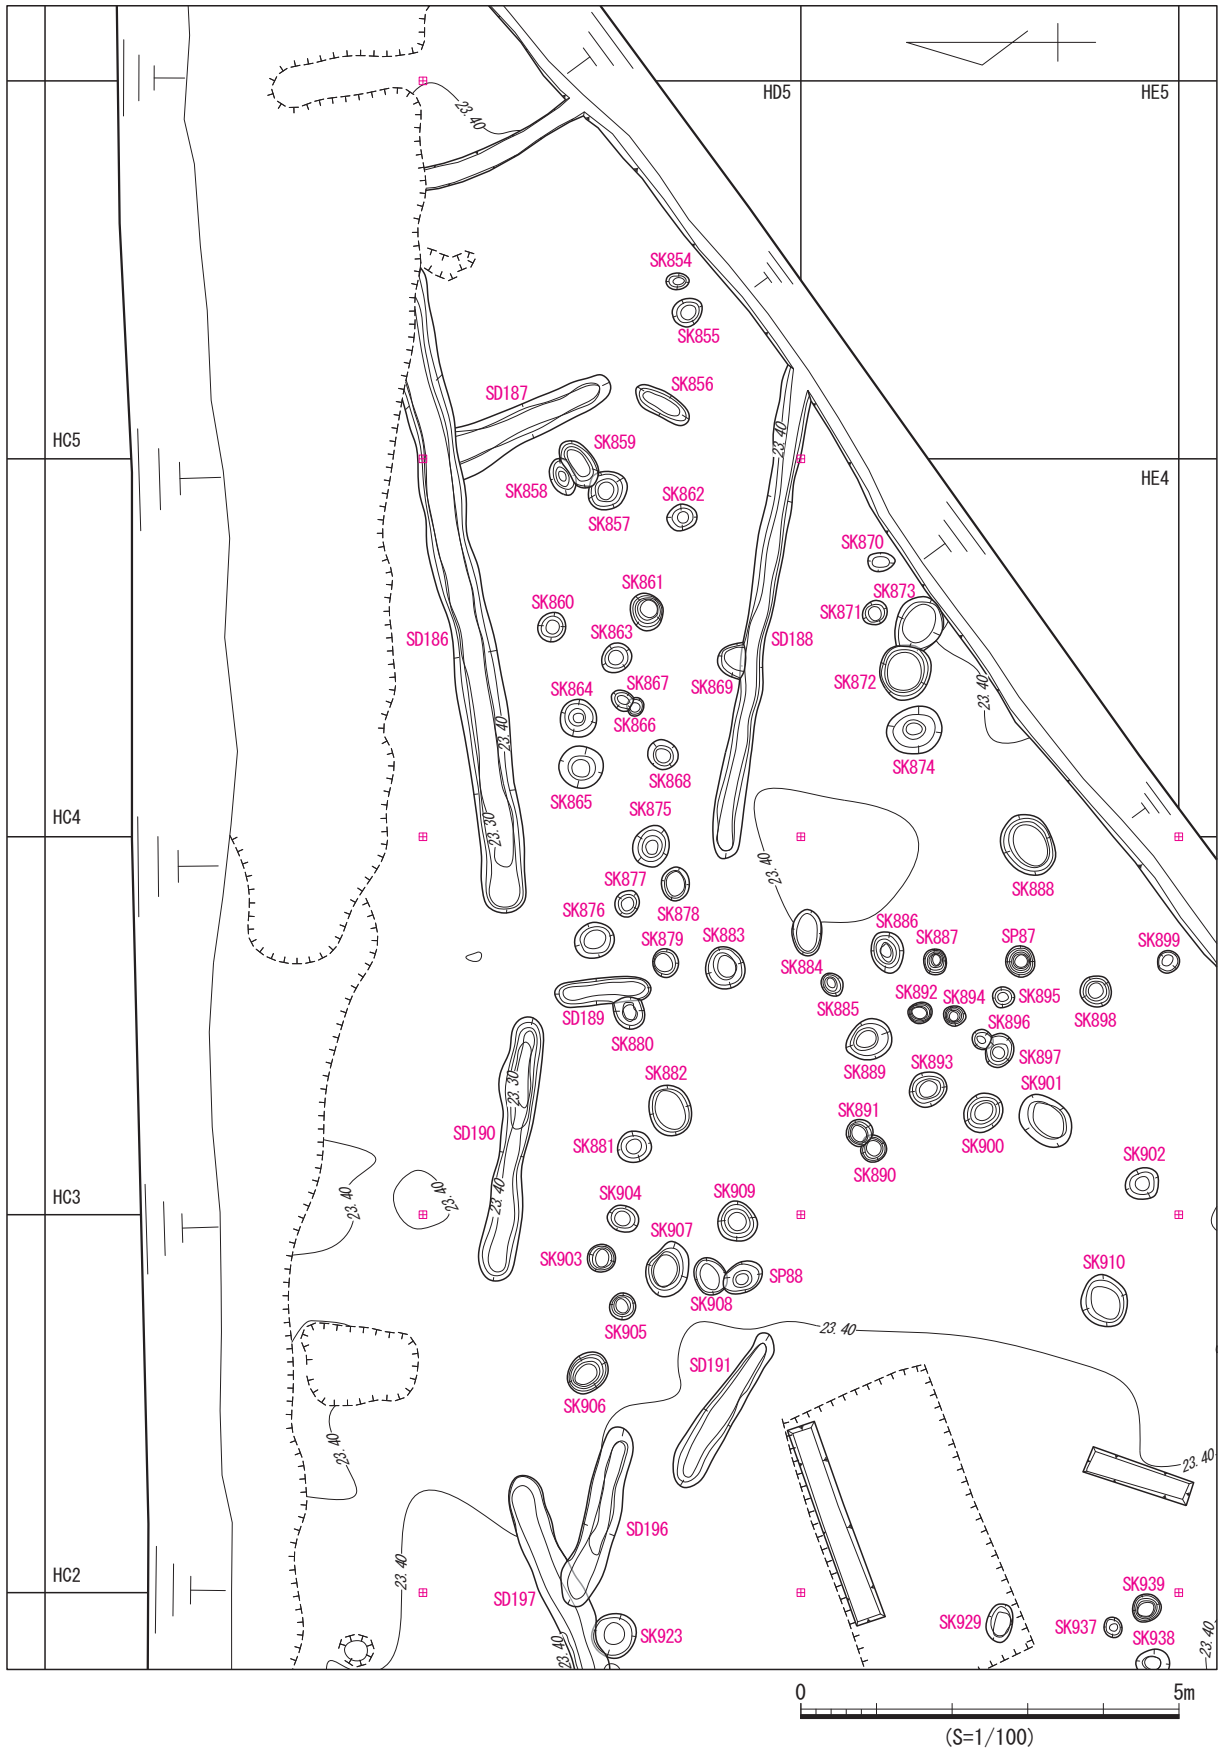 HD5
HE5
23.40
SK854
SK855
SK856
SD187
HC5
23.40
SK859
SK858
SK857
SK862
HE4
SK870
SK873
SK871
SK861
SK860
SK863
SD186
SD188
SK869
SK872
SK867
SK864
SK866
23.40
23.40
SK868
SK874
SK865
SK875
HC4
23.30
23.40
SK888
SK877
SK878
SK876
SK879
SK883
SK884
SK886
SK887
SP87
SK899
SD189
SK880
SK885
SK892
SK894
SK895
SK898
SK896
SK897
SK889
SK893
SK901
23.30
SK882
SK891
SD190
SK881
SK890
SK900
SK902
HC3
23.40
23.40
23.40
SK904
SK909
SK907
SK903
SP88
SK908
SK910
SK905
23.40
SD191
SK906
23.40
23.40
SD196
HC2
23.40
SD197
SK923
23.40
SK929
SK939
SK937
SK938
23.40
0
5m
(S=1/100)